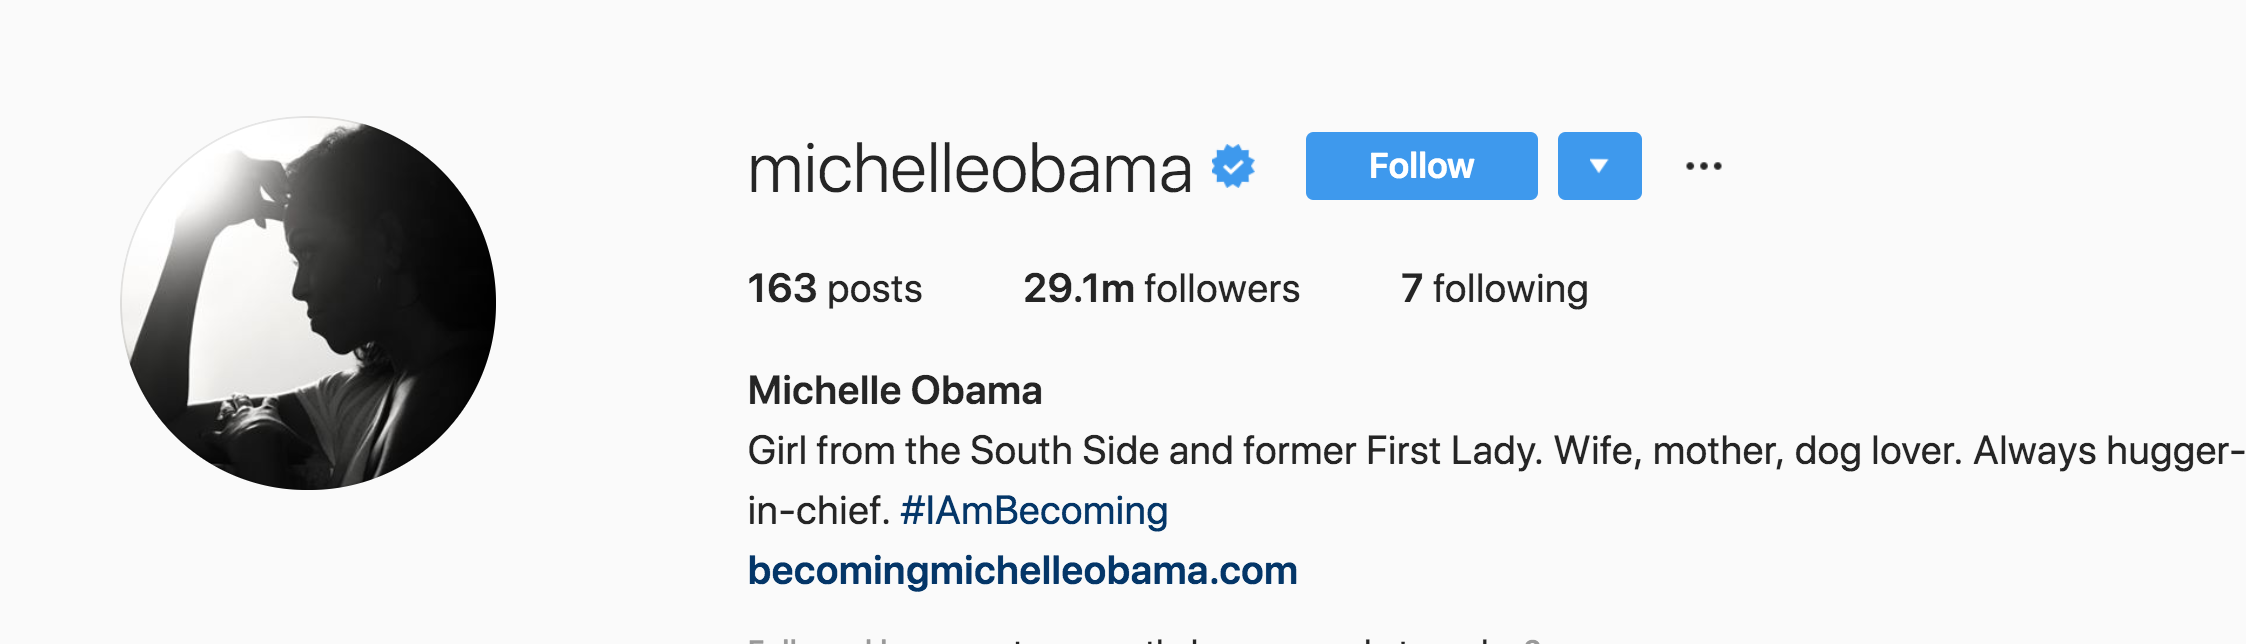 michelleobama Follow
163 posts 29.1m followers 7 following
Michelle Obama
Girl from the South Side and former First Lady. Wife, mother, dog lover. Always hugger-
in-chief. #IAmBecoming
becomingmichelleobama.com